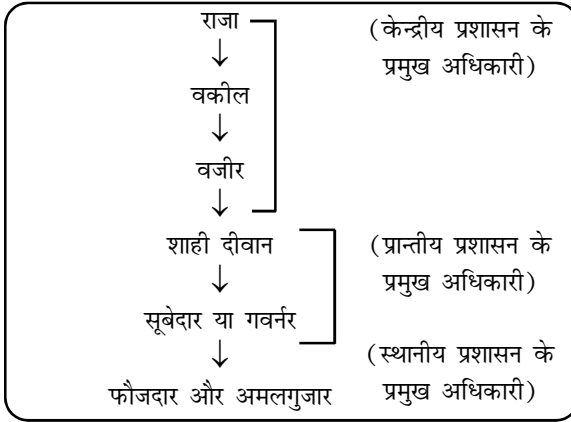 राजा
(केन्द्रीय प्रशासन के
प्रमुख अधिकारी)
↓
वकील
↓
वजीर
↓
शाही दीवान
(प्रान्तीय प्रशासन के
प्रमुख अधिकारी)
↓
सूबेदार या गवर्नर
↓
(स्थानीय प्रशासन के
प्रमुख अधिकारी)
फौजदार और अमलगुजार